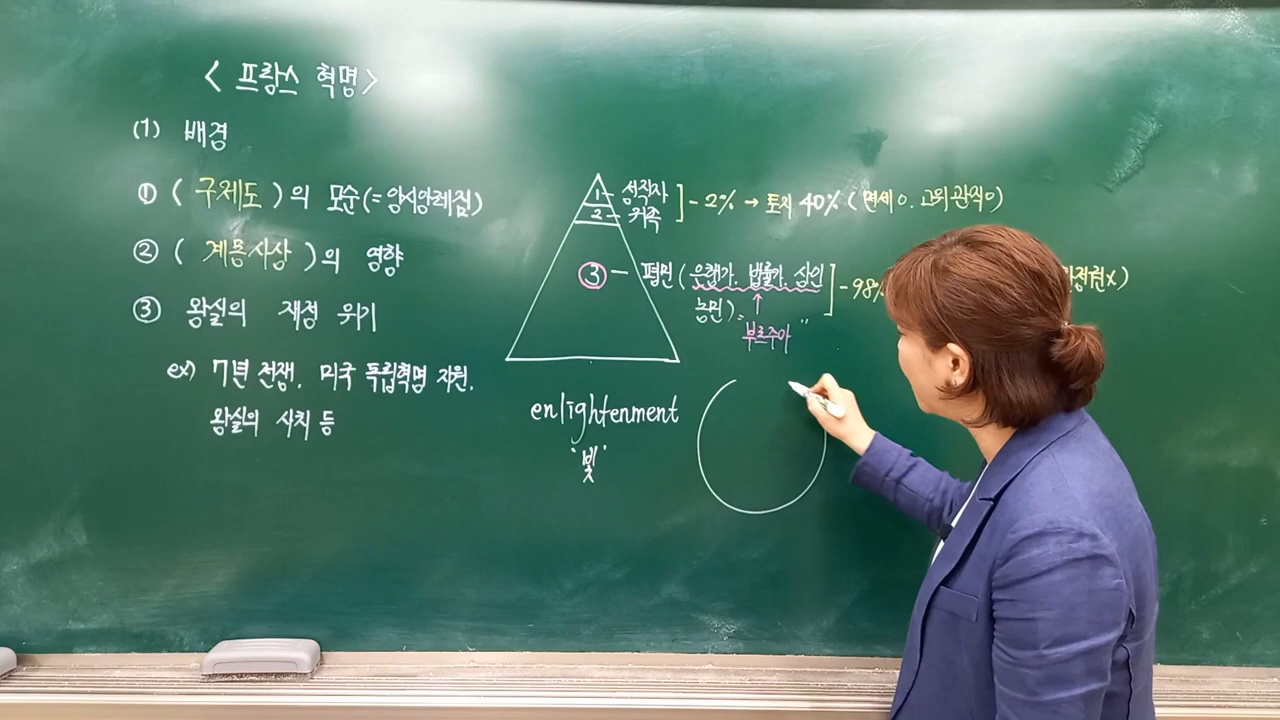 < 프랑스 혁명 >
(1) 배경
① ( 구제도 ) 의 모순 (= 앙시앙레짐)
② ( 계몽사상 ) 의 영향
③ 왕실의 재정 위기
ex) 7년 전쟁, 미국 독립혁명 지원,
왕실의 사치 등
1 - 성직자
2 - 귀족
] - 2% → 토지 40% ( 면세 O, 고위관직 O)
③ - 평민 ( 은행가, 법률가, 상인
농민)
] - 98%
정권X)
↑
부르주아
enlightenment
"빛"